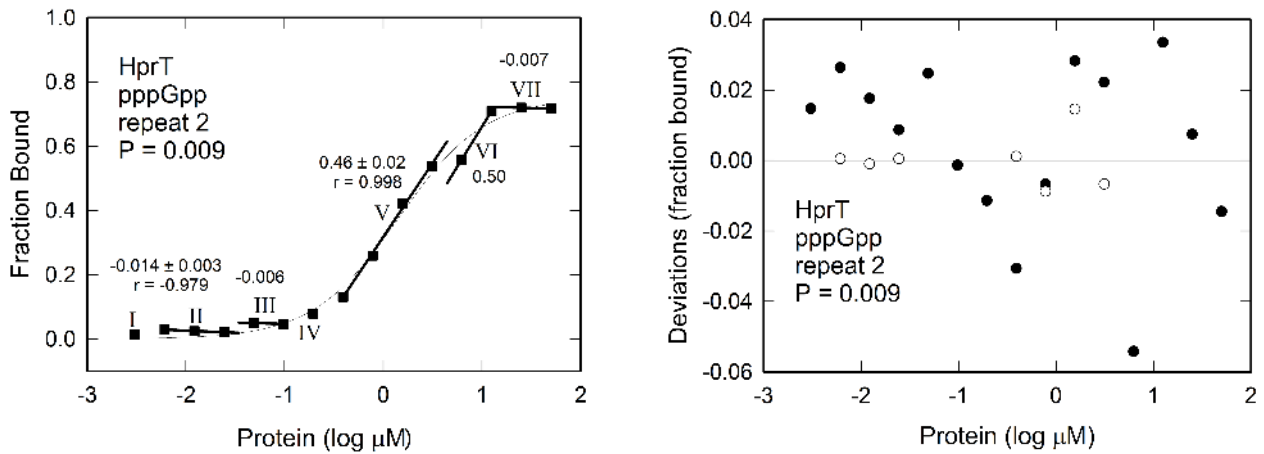 1.0
0.8
0.6
0.4
0.2
0.0
Fraction Bound
HprT
pppGpp
repeat 2
P = 0.009
-0.007
VII
0.46 ± 0.02
r = 0.998
VI
0.50
V
-0.014 ± 0.003
r = -0.979
-0.006
I
II
III
IV
-3
-2
-1
0
1
2
Protein (log μM)
0.04
0.02
0.00
-0.02
-0.04
-0.06
Deviations (fraction bound)
HprT
pppGpp
repeat 2
P = 0.009
-3
-2
-1
0
1
2
Protein (log μM)